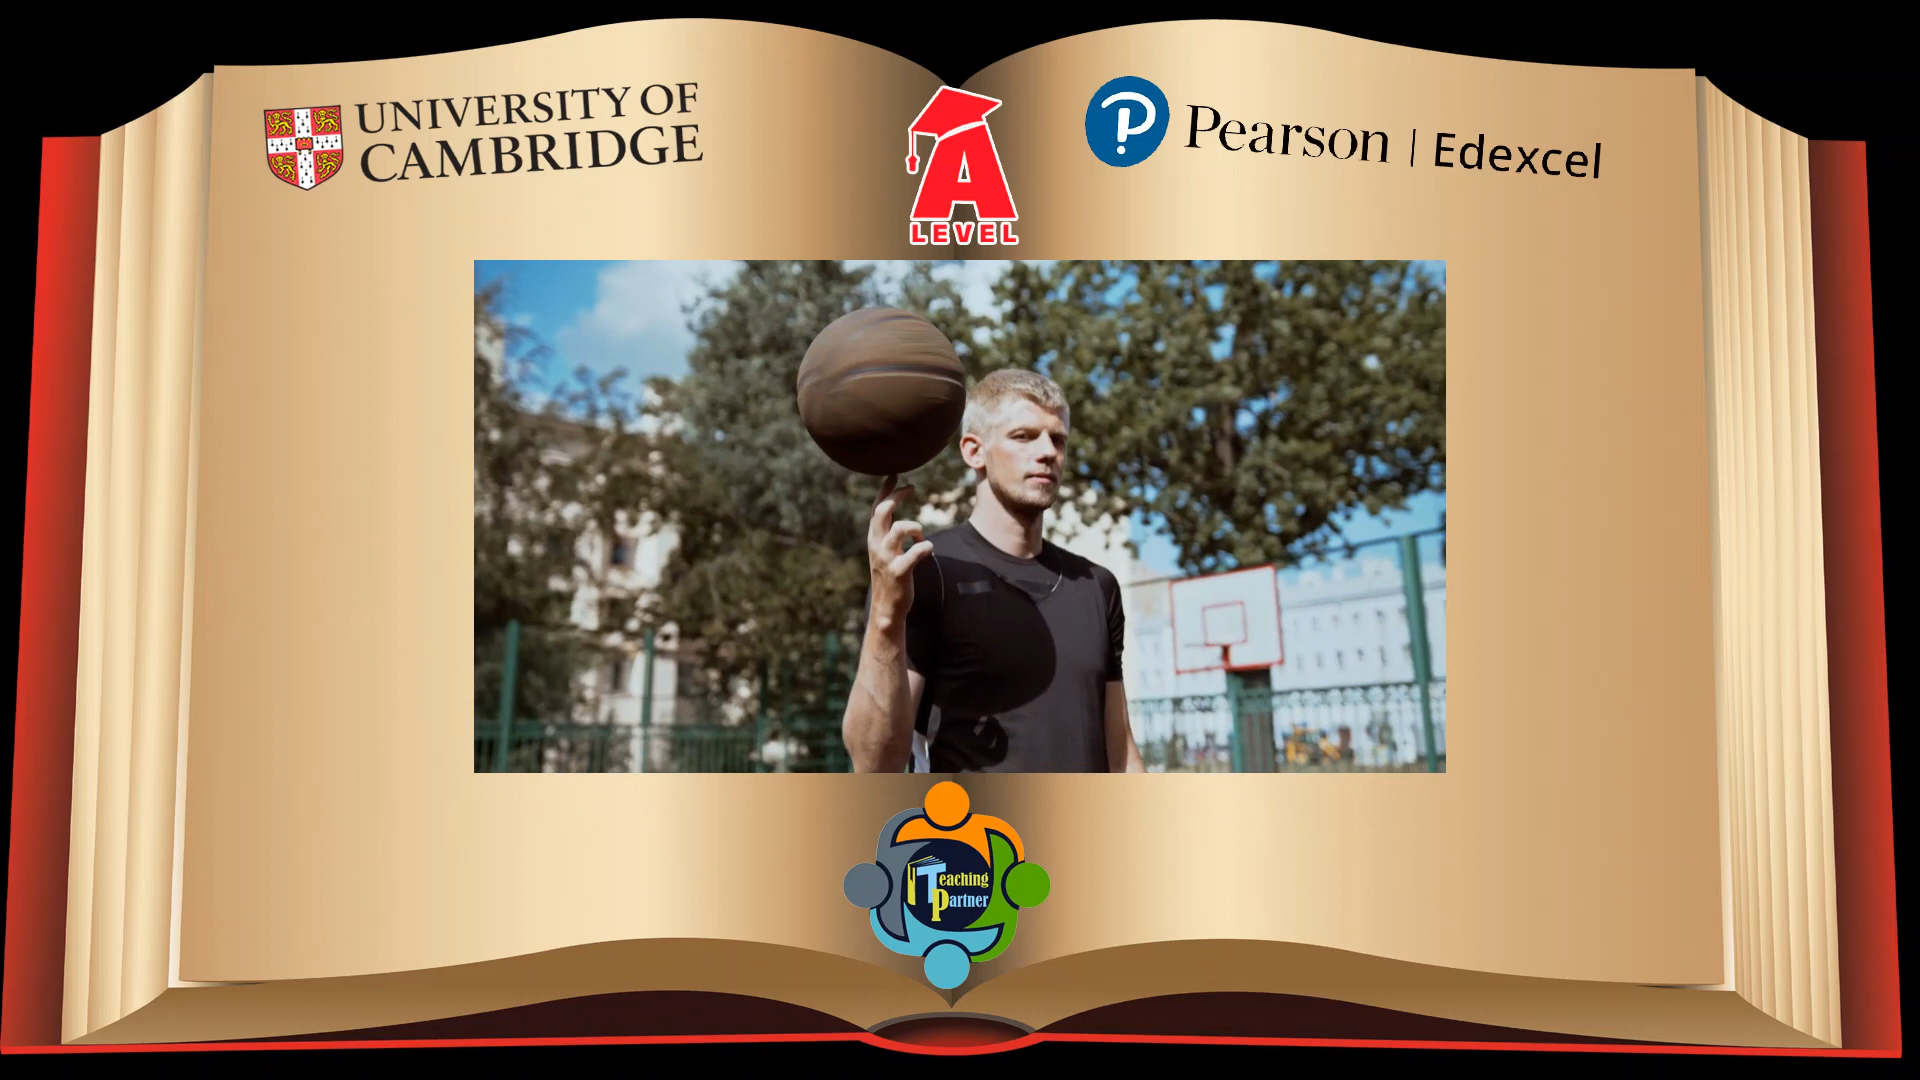 UNIVERSITY OF
CAMBRIDGE
A
LEVEL
Pearson | Edexcel
Teaching
Partner